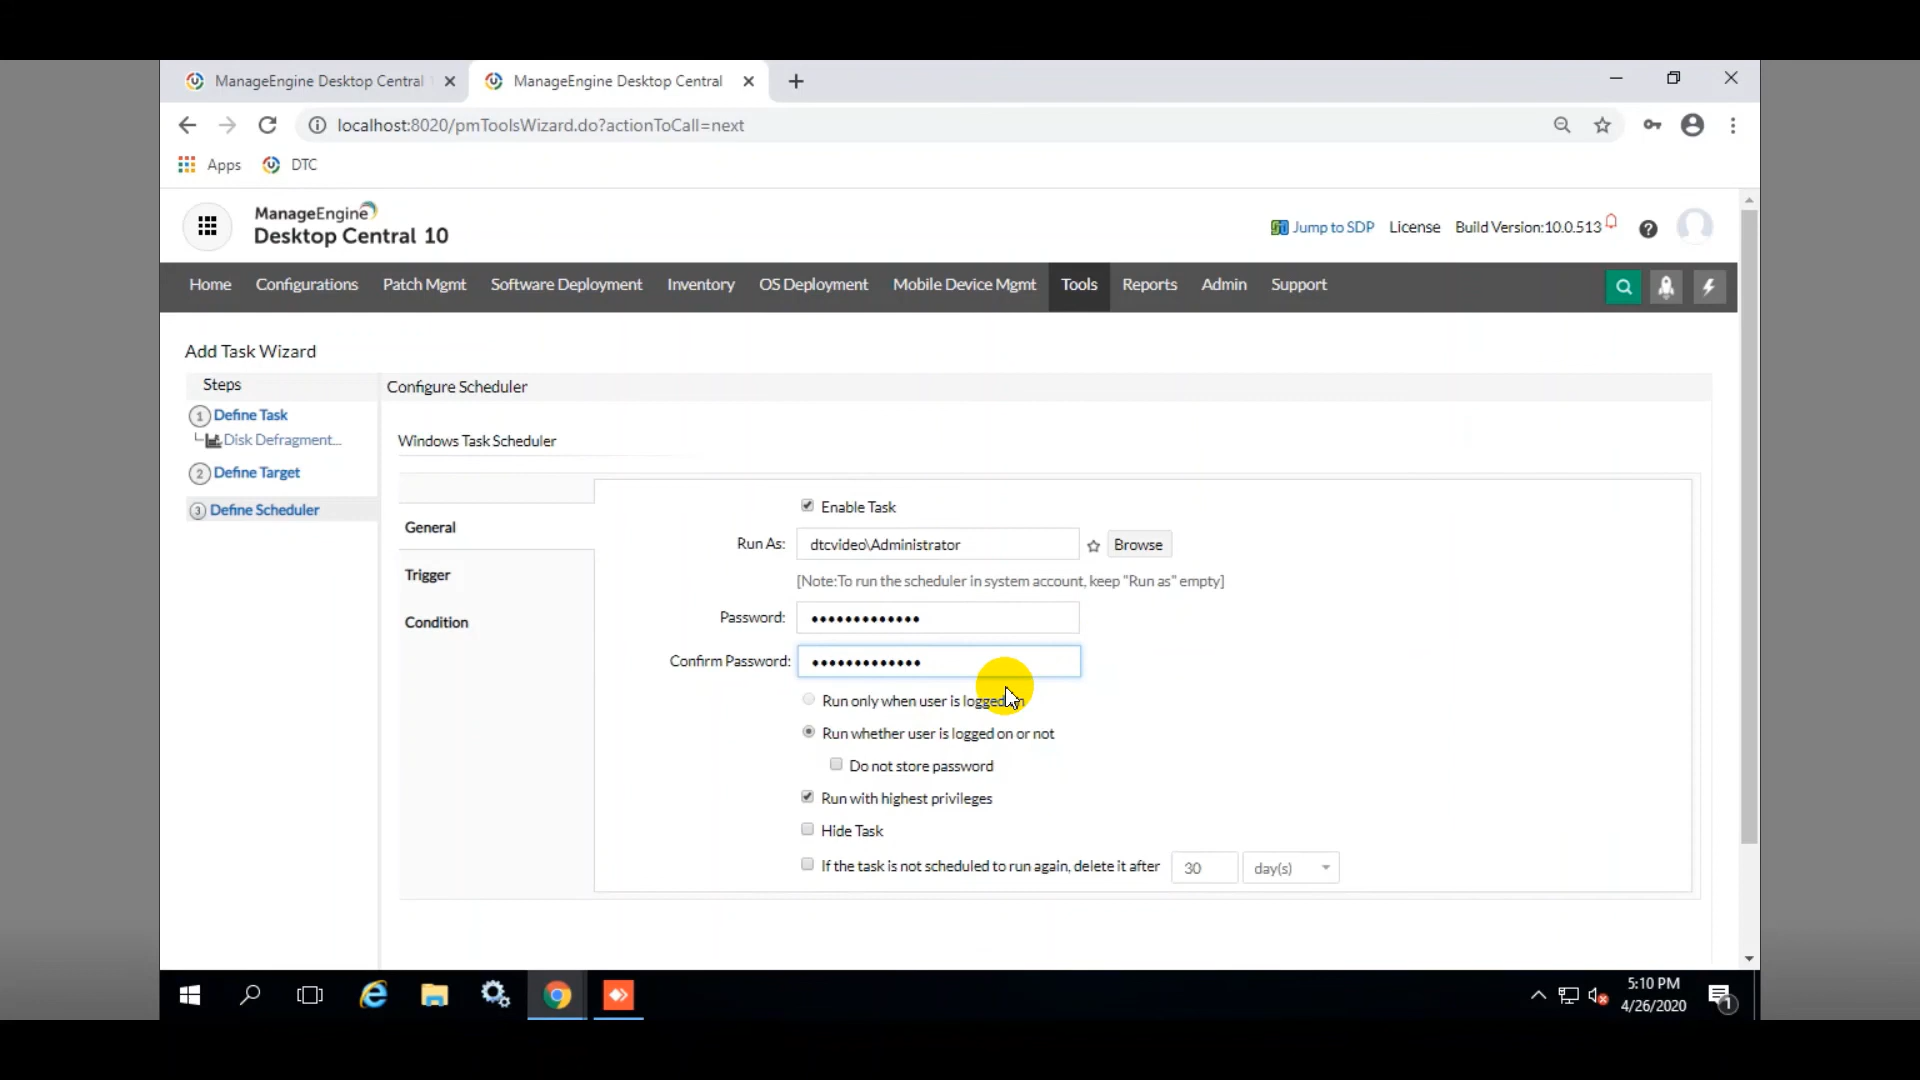 ManageEngine Desktop Central
ManageEngine Desktop Central
localhost:8020/pmToolsWizard.do?actionToCall=next
Apps DTC
ManageEngine
Desktop Central 10
Jump to SDP License Build Version:10.0.513
Home Configurations Patch Mgmt Software Deployment Inventory OS Deployment Mobile Device Mgmt Tools Reports Admin Support
Add Task Wizard
Steps
Configure Scheduler
1 Define Task
Disk Defragment...
2 Define Target
3 Define Scheduler
Windows Task Scheduler
General
Trigger
Condition
Enable Task
Run As: dtcvideo\Administrator Browse
[Note:To run the scheduler in system account, keep "Run as" empty]
Password: •••••••••••••
Confirm Password: •••••••••••••
Run only when user is logged
Run whether user is logged on or not
Do not store password
Run with highest privileges
Hide Task
If the task is not scheduled to run again, delete it after 30 day(s)
5:10 PM
4/26/2020
1